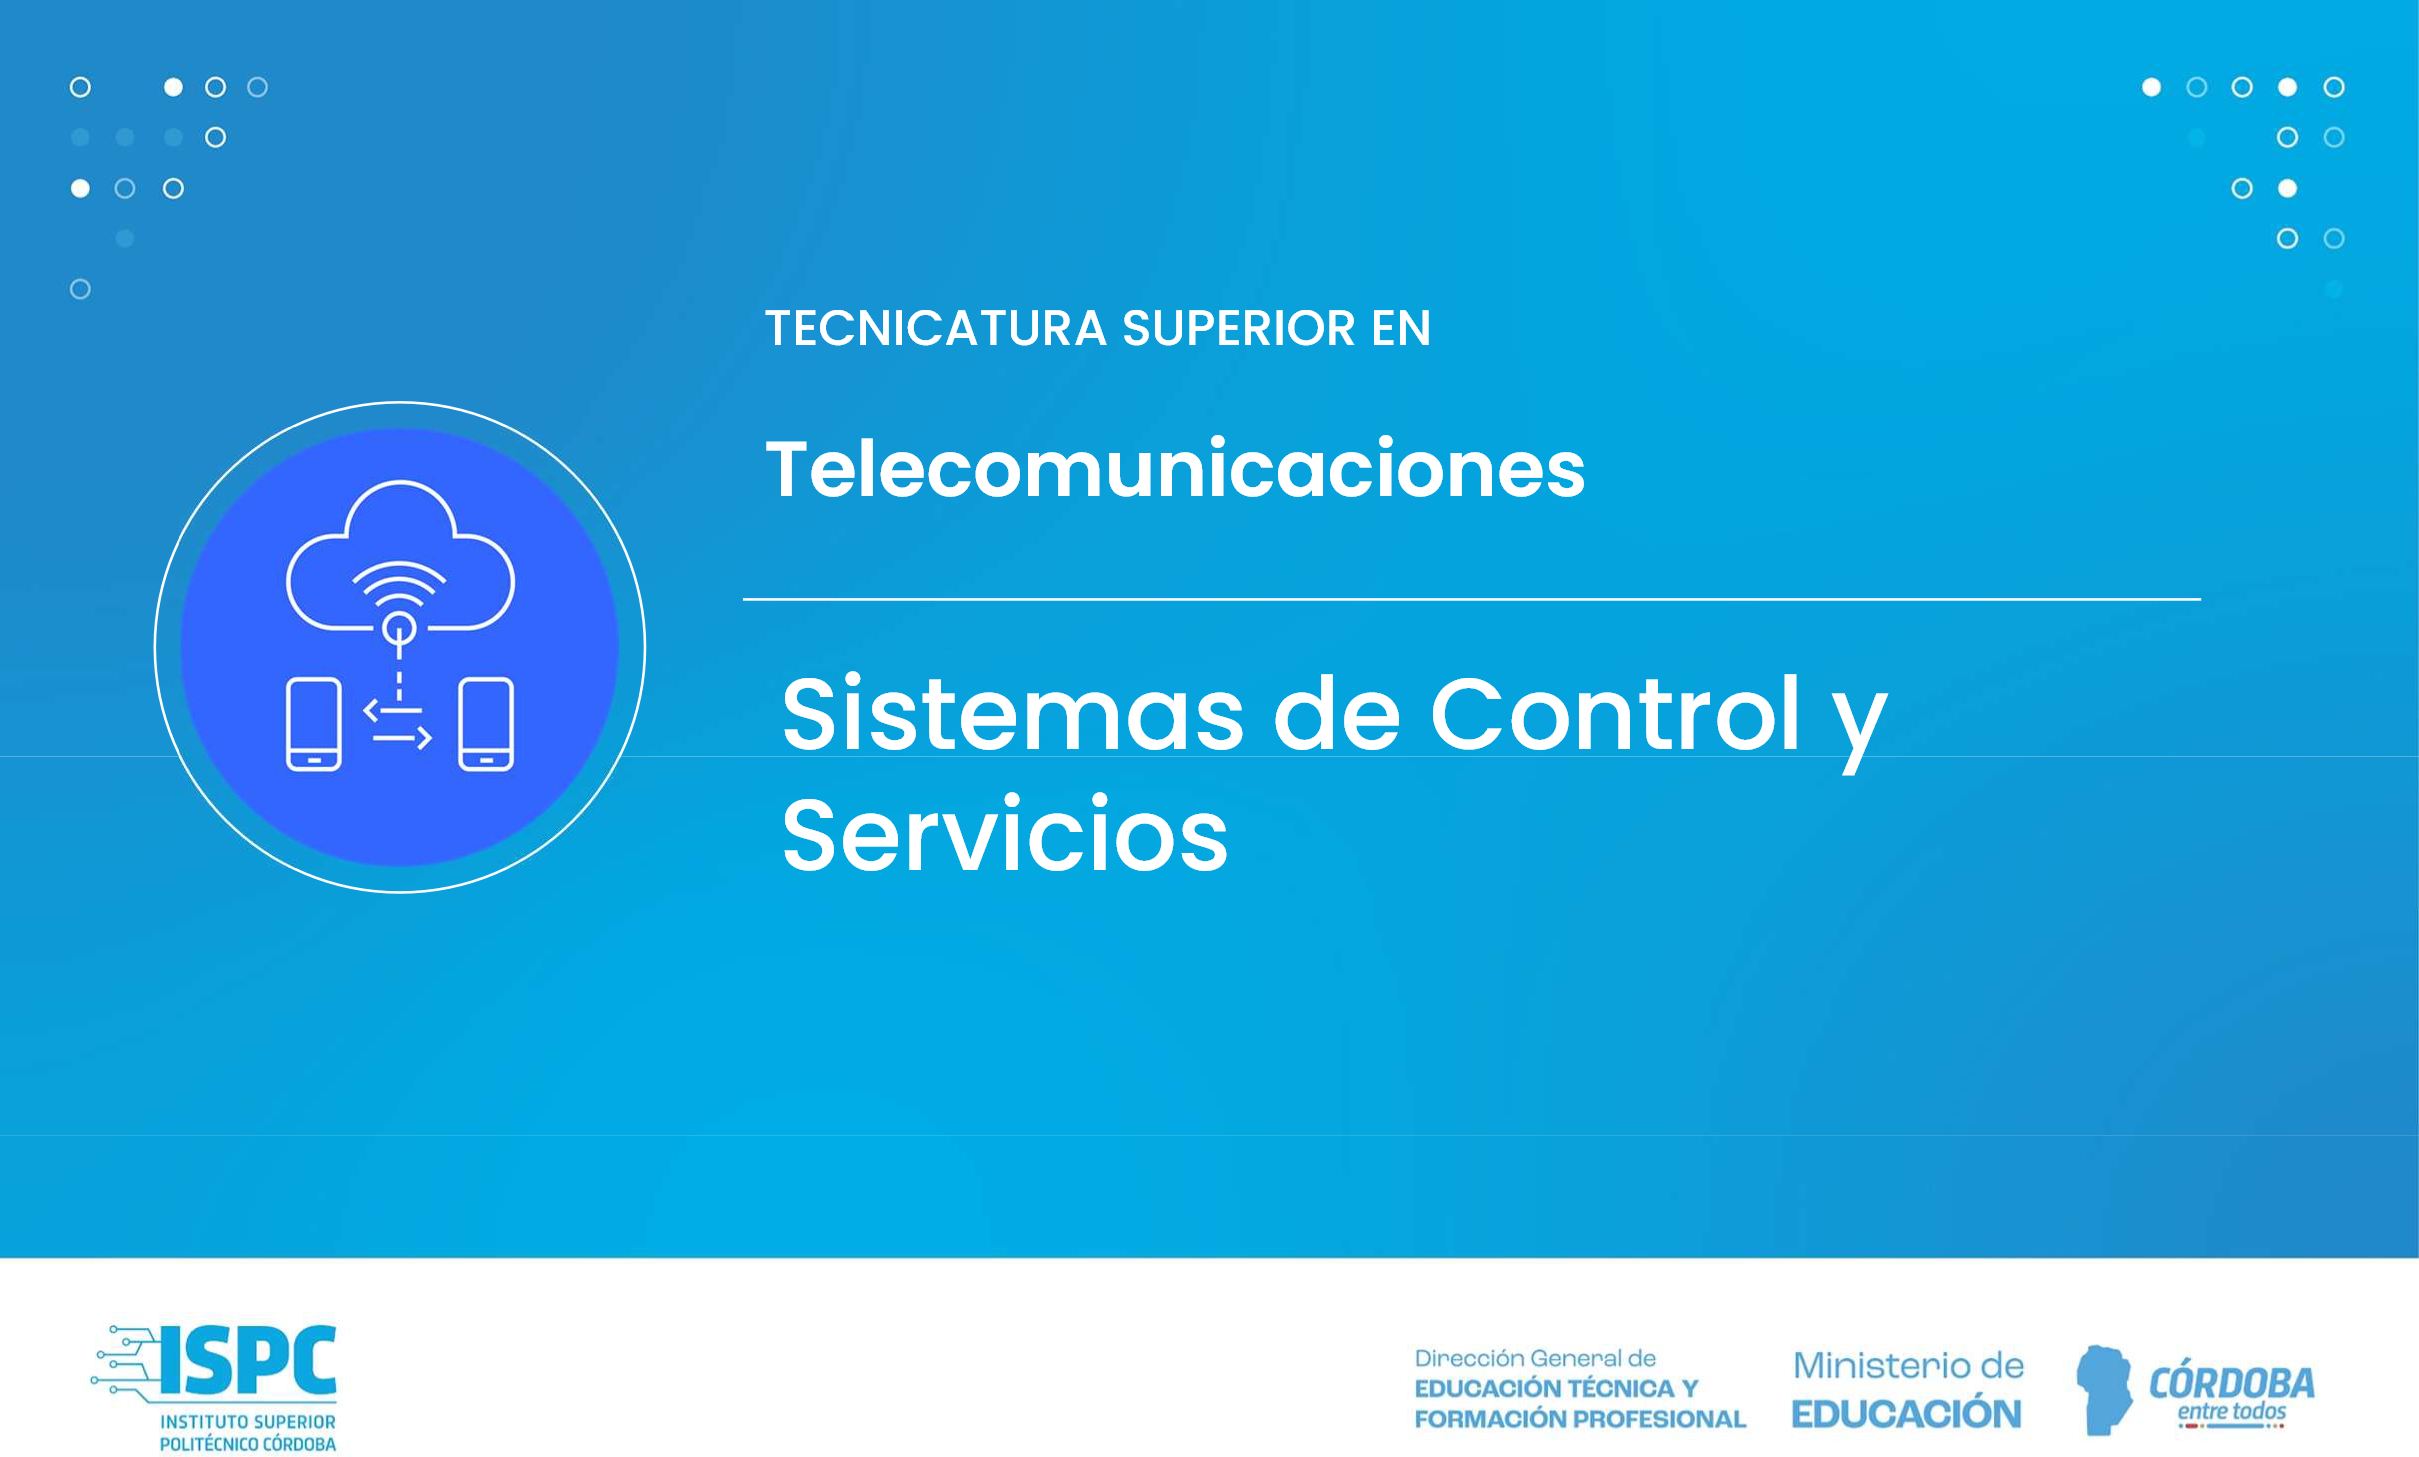 TECNICATURA SUPERIOR EN
Telecomunicaciones
Sistemas de Control y
Servicios
ISPC
INSTITUTO SUPERIOR
POLITÉCNICO CÓRDOBA
Dirección General de
EDUCACIÓN TÉCNICA Y
FORMACIÓN PROFESIONAL
Ministerio de
EDUCACIÓN
CÓRDOBA
entre todos